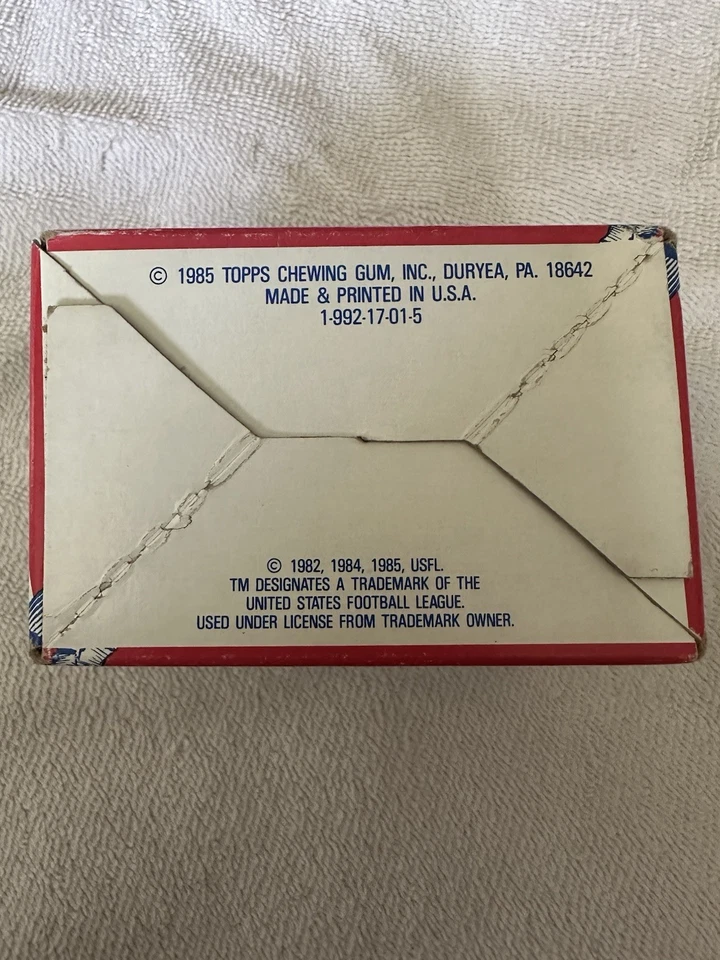 © 1985 TOPPS CHEWING GUM, INC., DURYEA, PA. 18642
MADE & PRINTED IN U.S.A.
1-992-17-01-5
© 1982, 1984, 1985, USFL.
TM DESIGNATES A TRADEMARK OF THE
UNITED STATES FOOTBALL LEAGUE.
USED UNDER LICENSE FROM TRADEMARK OWNER.